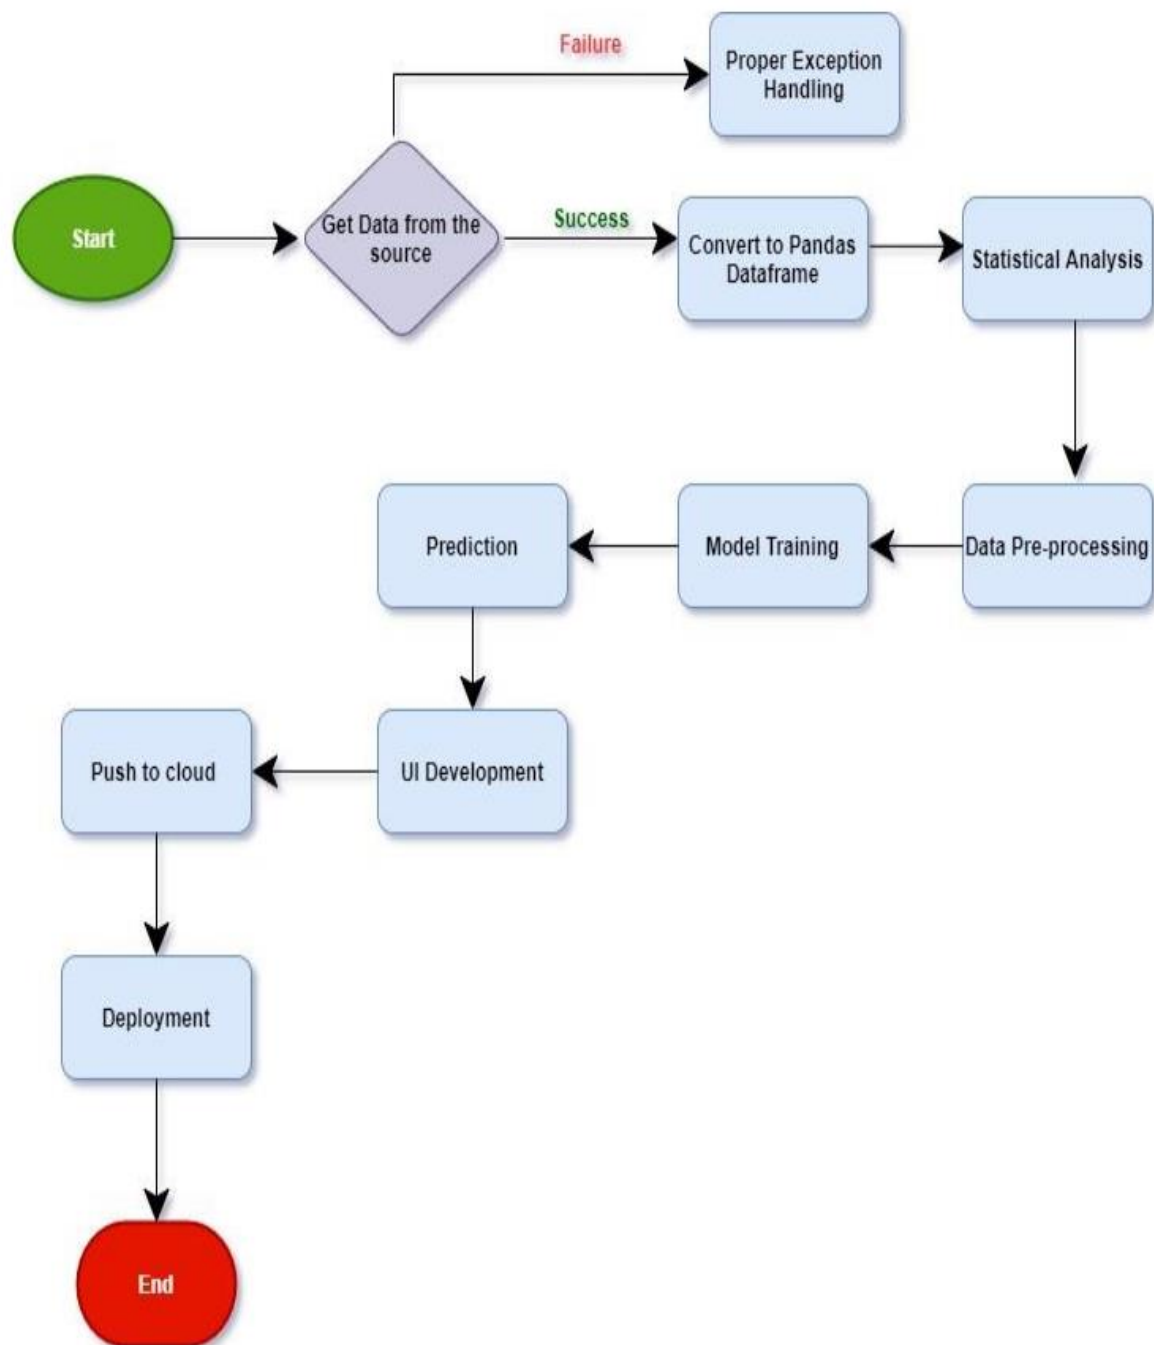 Failure
Proper Exception
Handling
Start
Get Data from the
source
Success
Convert to Pandas
Dataframe
Statistical Analysis
Prediction
Model Training
Data Pre-processing
Push to cloud
UI Development
Deployment
End